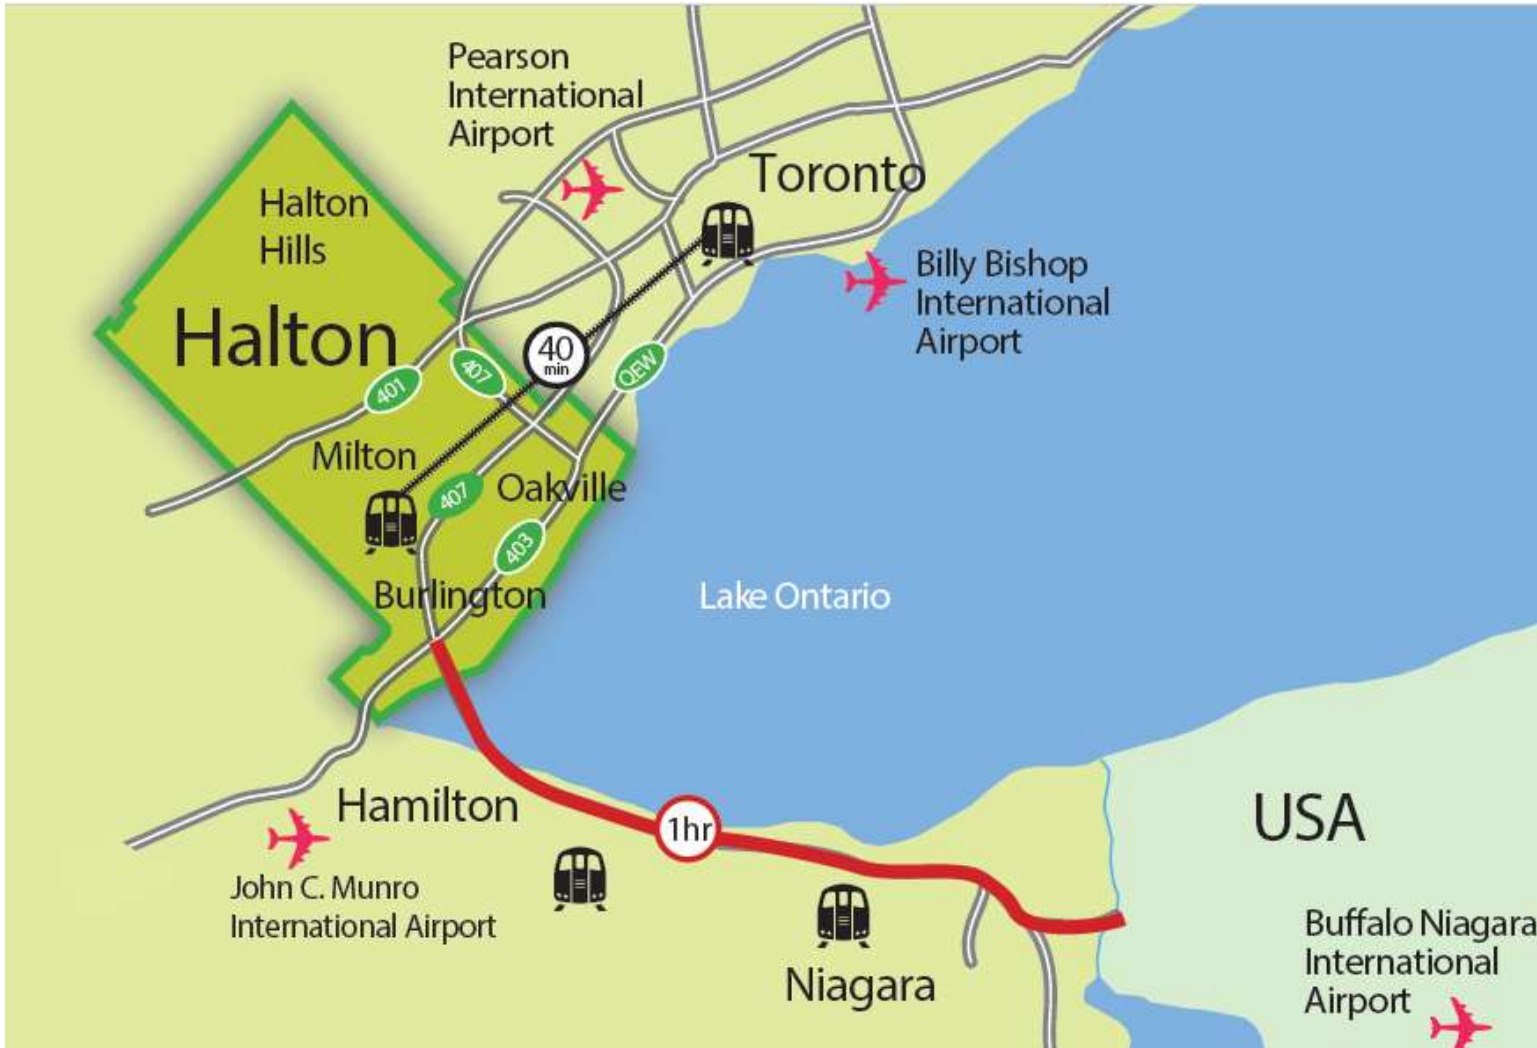 Pearson
International
Airport
Toronto
Halton
Hills
Halton
Billy Bishop
International
Airport
40
min
QEW
407
401
Milton
407
Oakville
403
Burlington
Lake Ontario
Hamilton
1hr
USA
John C. Munro
International Airport
Niagara
Buffalo Niagara
International
Airport